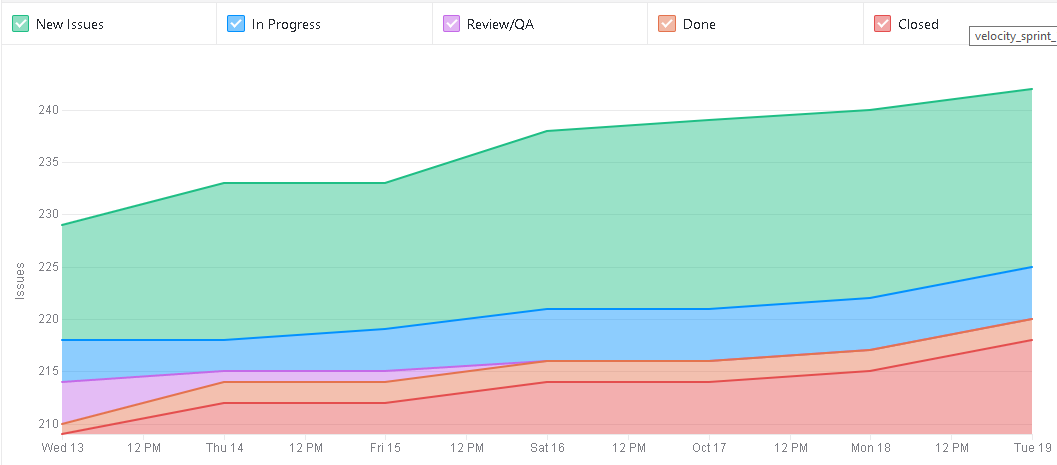 New Issues In Progress Review/QA Done Closed
velocity_sprint_
240
235
230
225
220
215
210
Issues
Wed 13 12 PM Thu 14 12 PM Fri 15 12 PM Sat 16 12 PM Oct 17 12 PM Mon 18 12 PM Tue 19